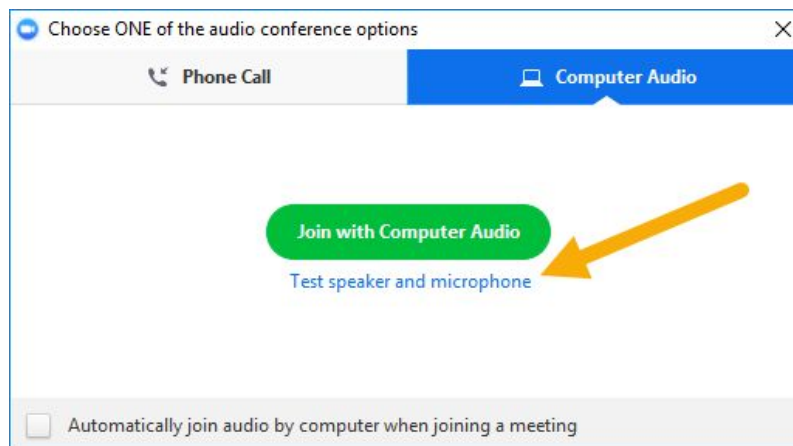 Choose ONE of the audio conference options
Phone Call
Computer Audio
Join with Computer Audio
Test speaker and microphone
Automatically join audio by computer when joining a meeting